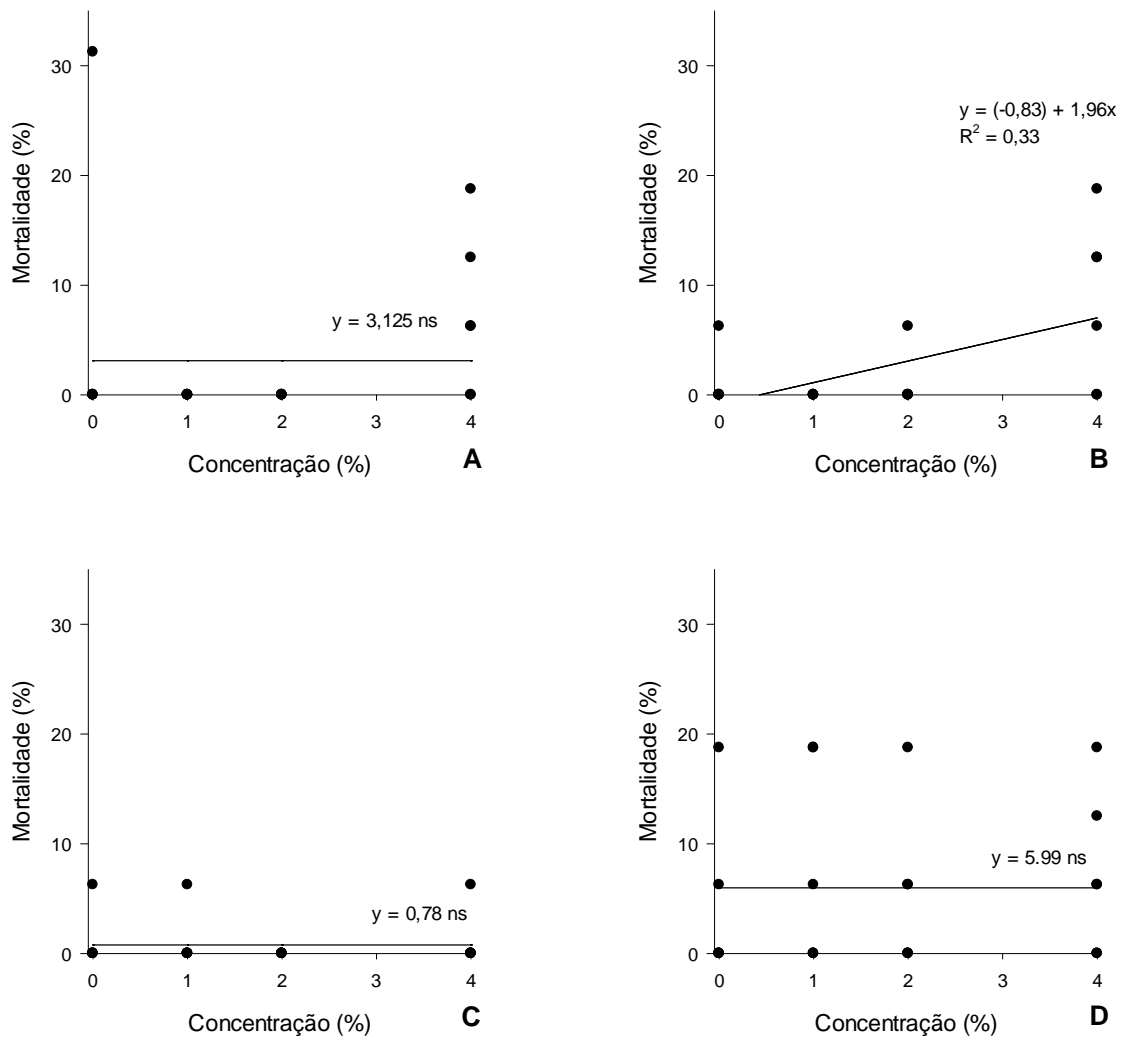 30
20
10
0
Mortalidade (%)
y = 3,125 ns
0 1 2 3 4
Concentração (%)
A
30
20
10
0
Mortalidade (%)
y = (-0,83) + 1,96x
R² = 0,33
0 1 2 3 4
Concentração (%)
B
30
20
10
0
Mortalidade (%)
y = 0,78 ns
0 1 2 3 4
Concentração (%)
C
30
20
10
0
Mortalidade (%)
y = 5.99 ns
0 1 2 3 4
Concentração (%)
D